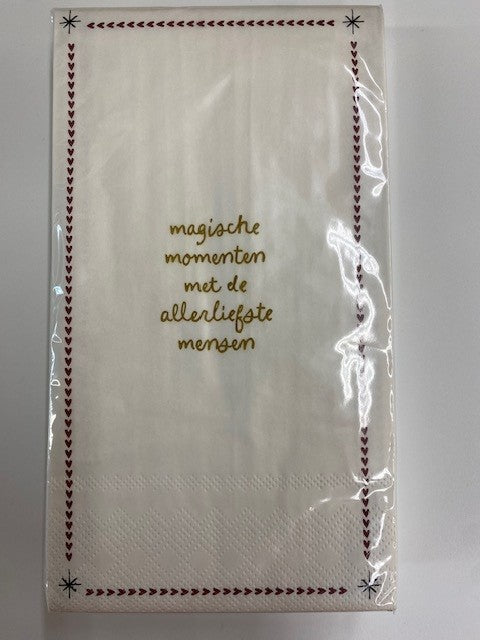 magische
momenten
met de
allerliefste
mensen